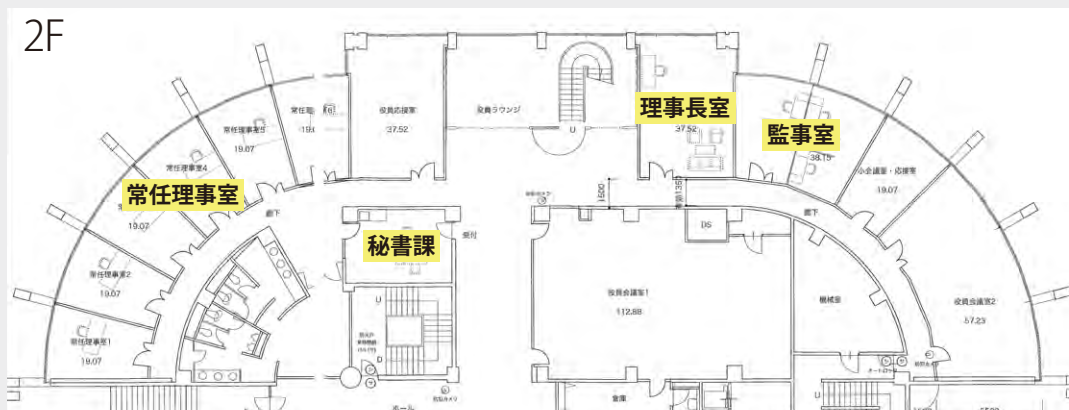 2F
役員応接室
37.52
役員ラウンジ
U
理事長室
37.52
監事室
38.15
小会議室・応接室
19.07
常任理事室5
19.07
常任理事室4
常任理事室
19.07
常任理事室2
19.07
常任理事室1
19.07
廊下
秘書課
受付
1500
DS
廊下
役員会議室1
112.88
機械室
役員会議室2
57.23
U
D
ホール
倉庫
U